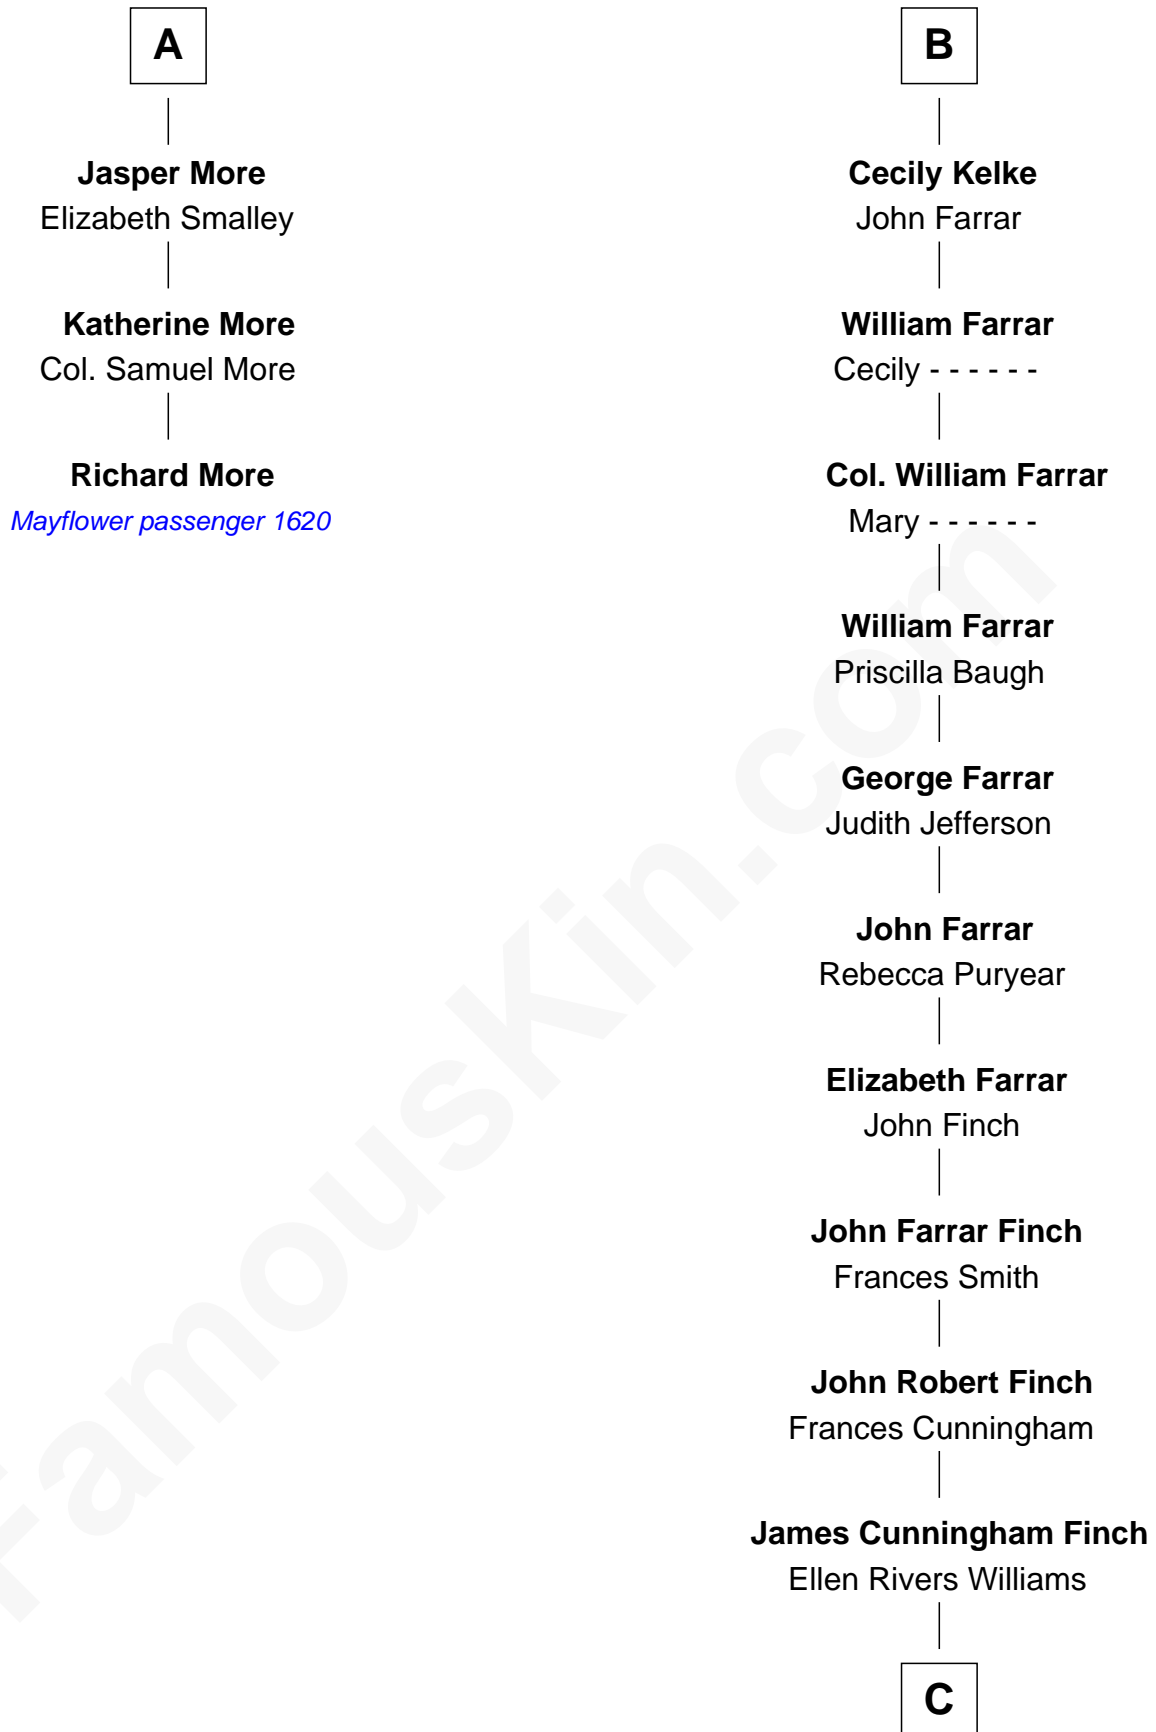 A
Jasper More
Elizabeth Smalley
Katherine More
Col. Samuel More
Richard More
Mayflower passenger 1620
B
Cecily Kelke
John Farrar
William Farrar
Cecily - - - - - -
Col. William Farrar
Mary - - - - - -
William Farrar
Priscilla Baugh
George Farrar
Judith Jefferson
John Farrar
Rebecca Puryear
Elizabeth Farrar
John Finch
John Farrar Finch
Frances Smith
John Robert Finch
Frances Cunningham
James Cunningham Finch
Ellen Rivers Williams
C
FamousKin.com